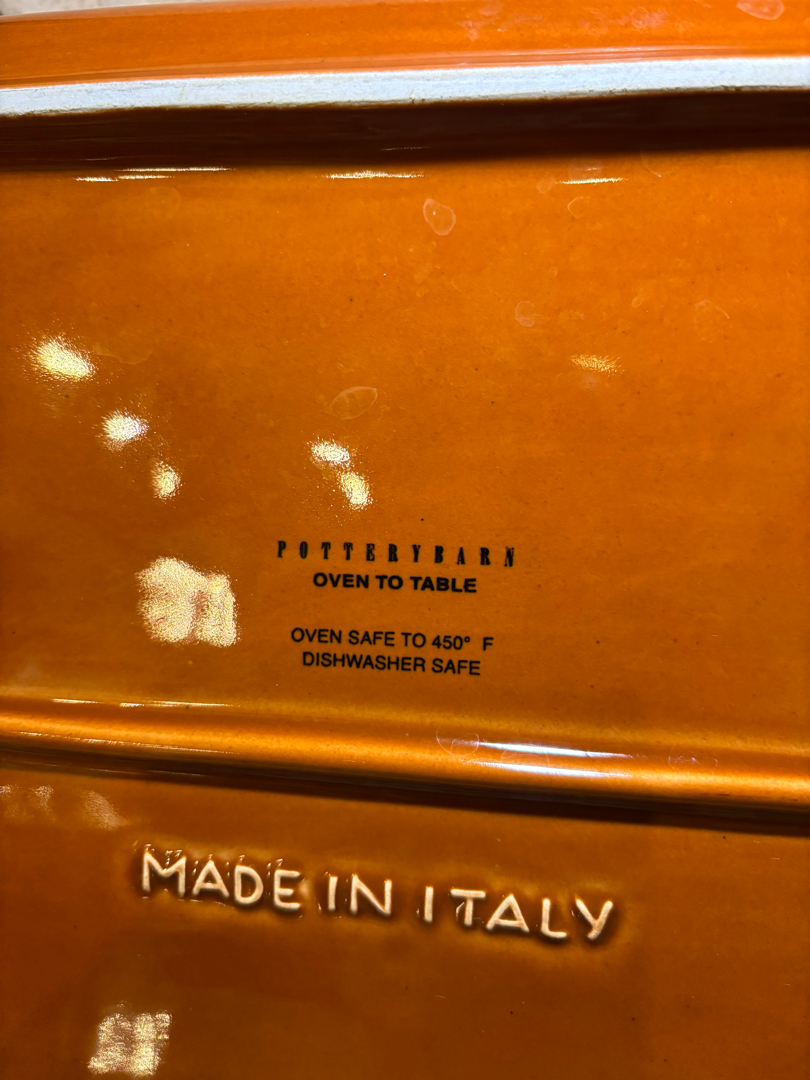 POTTERYBARN
OVEN TO TABLE
OVEN SAFE TO 450° F
DISHWASHER SAFE
MADE IN ITALY